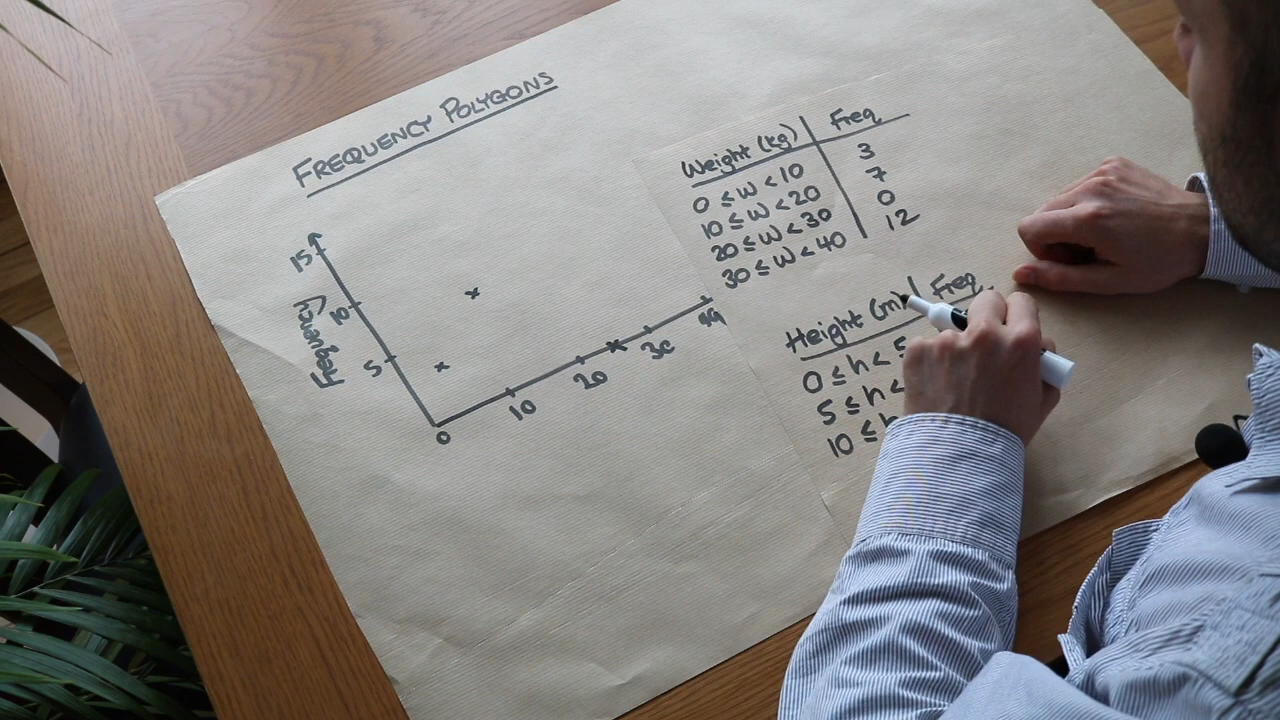 FREQUENCY POLYGONS
Weight (kg) Freq
0 ≤ w < 10 3
10 ≤ w < 20 7
20 ≤ w < 30 0
30 ≤ w < 40 12
Height (m) Freq
0 ≤ h < 5
5 ≤ h <
10 ≤ h
Frequency
15
10
5
0
10
20
30
40